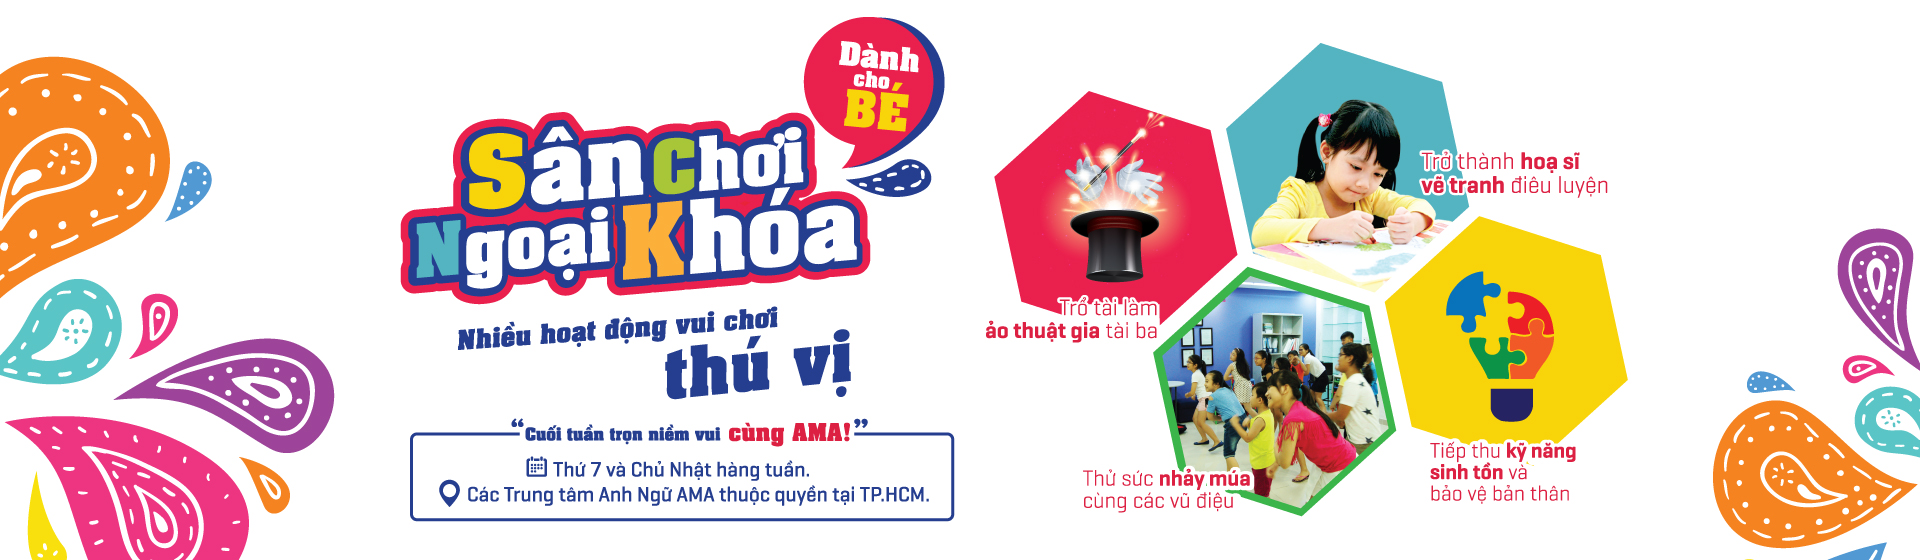 Dành
cho
BÉ
Sân Chơi
Ngoại Khóa
Nhiều hoạt động vui chơi
thú vị
“Cuối tuần trọn niềm vui cùng AMA!”
Thứ 7 và Chủ Nhật hàng tuần.
Các Trung tâm Anh Ngữ AMA thuộc quyền tại TP.HCM.
Trổ tài làm
ảo thuật gia tài ba
Trở thành hoạ sĩ
vẽ tranh điêu luyện
Thử sức nhảy múa
cùng các vũ điệu
Tiếp thu kỹ năng
sinh tồn và
bảo vệ bản thân